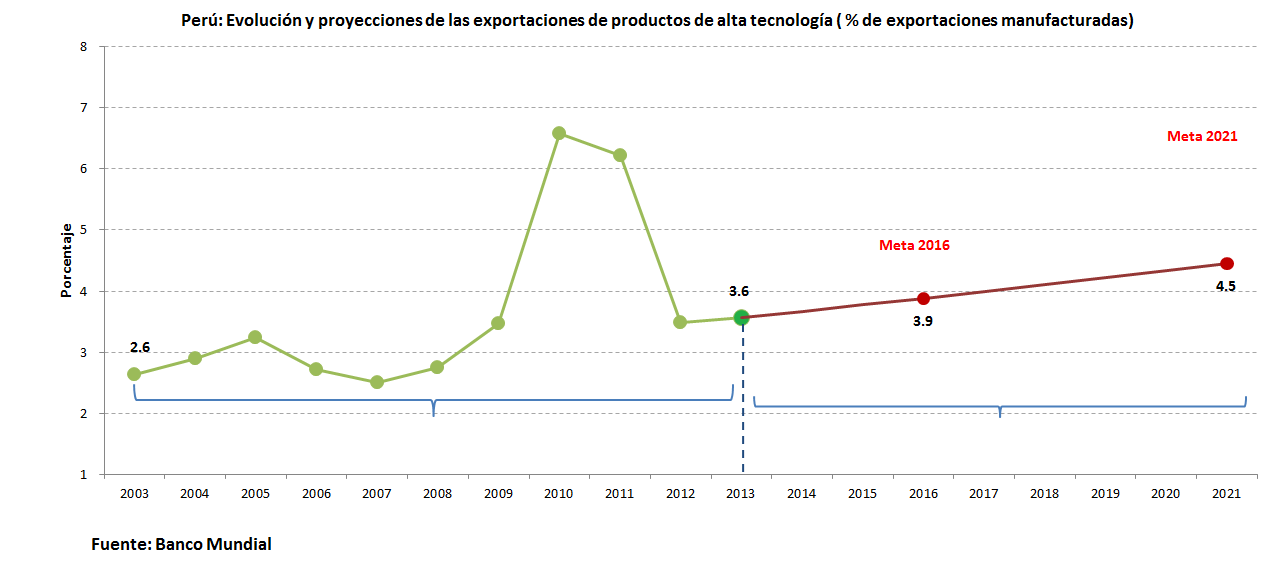 Perú: Evolución y proyecciones de las exportaciones de productos de alta tecnología ( % de exportaciones manufacturadas)
8
7
Meta 2021
6
5
Meta 2016
Porcentaje
4
3.6
4.5
3.9
3
2.6
2
1
2003 2004 2005 2006 2007 2008 2009 2010 2011 2012 2013 2014 2015 2016 2017 2018 2019 2020 2021
Fuente: Banco Mundial